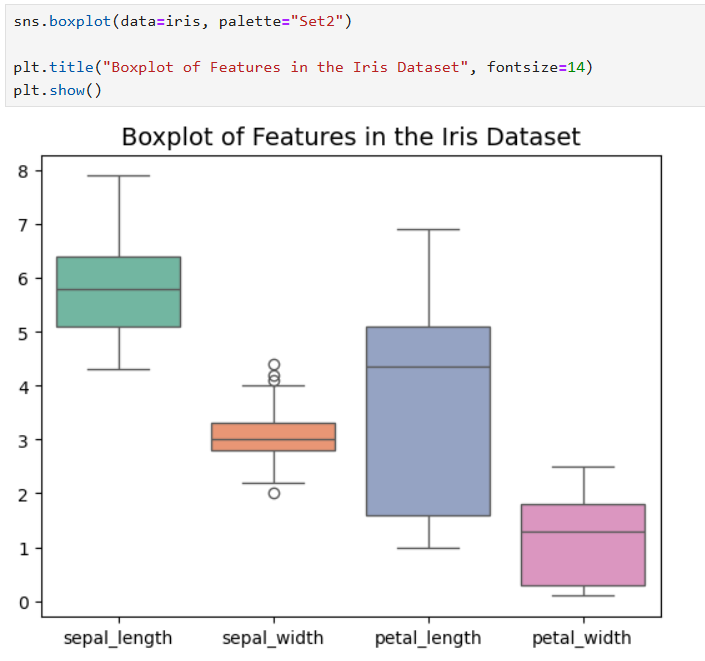 sns.boxplot(data=iris, palette="Set2")
plt.title("Boxplot of Features in the Iris Dataset", fontsize=14)
plt.show()
Boxplot of Features in the Iris Dataset
8
7
6
5
4
3
2
1
0
sepal_length sepal_width petal_length petal_width